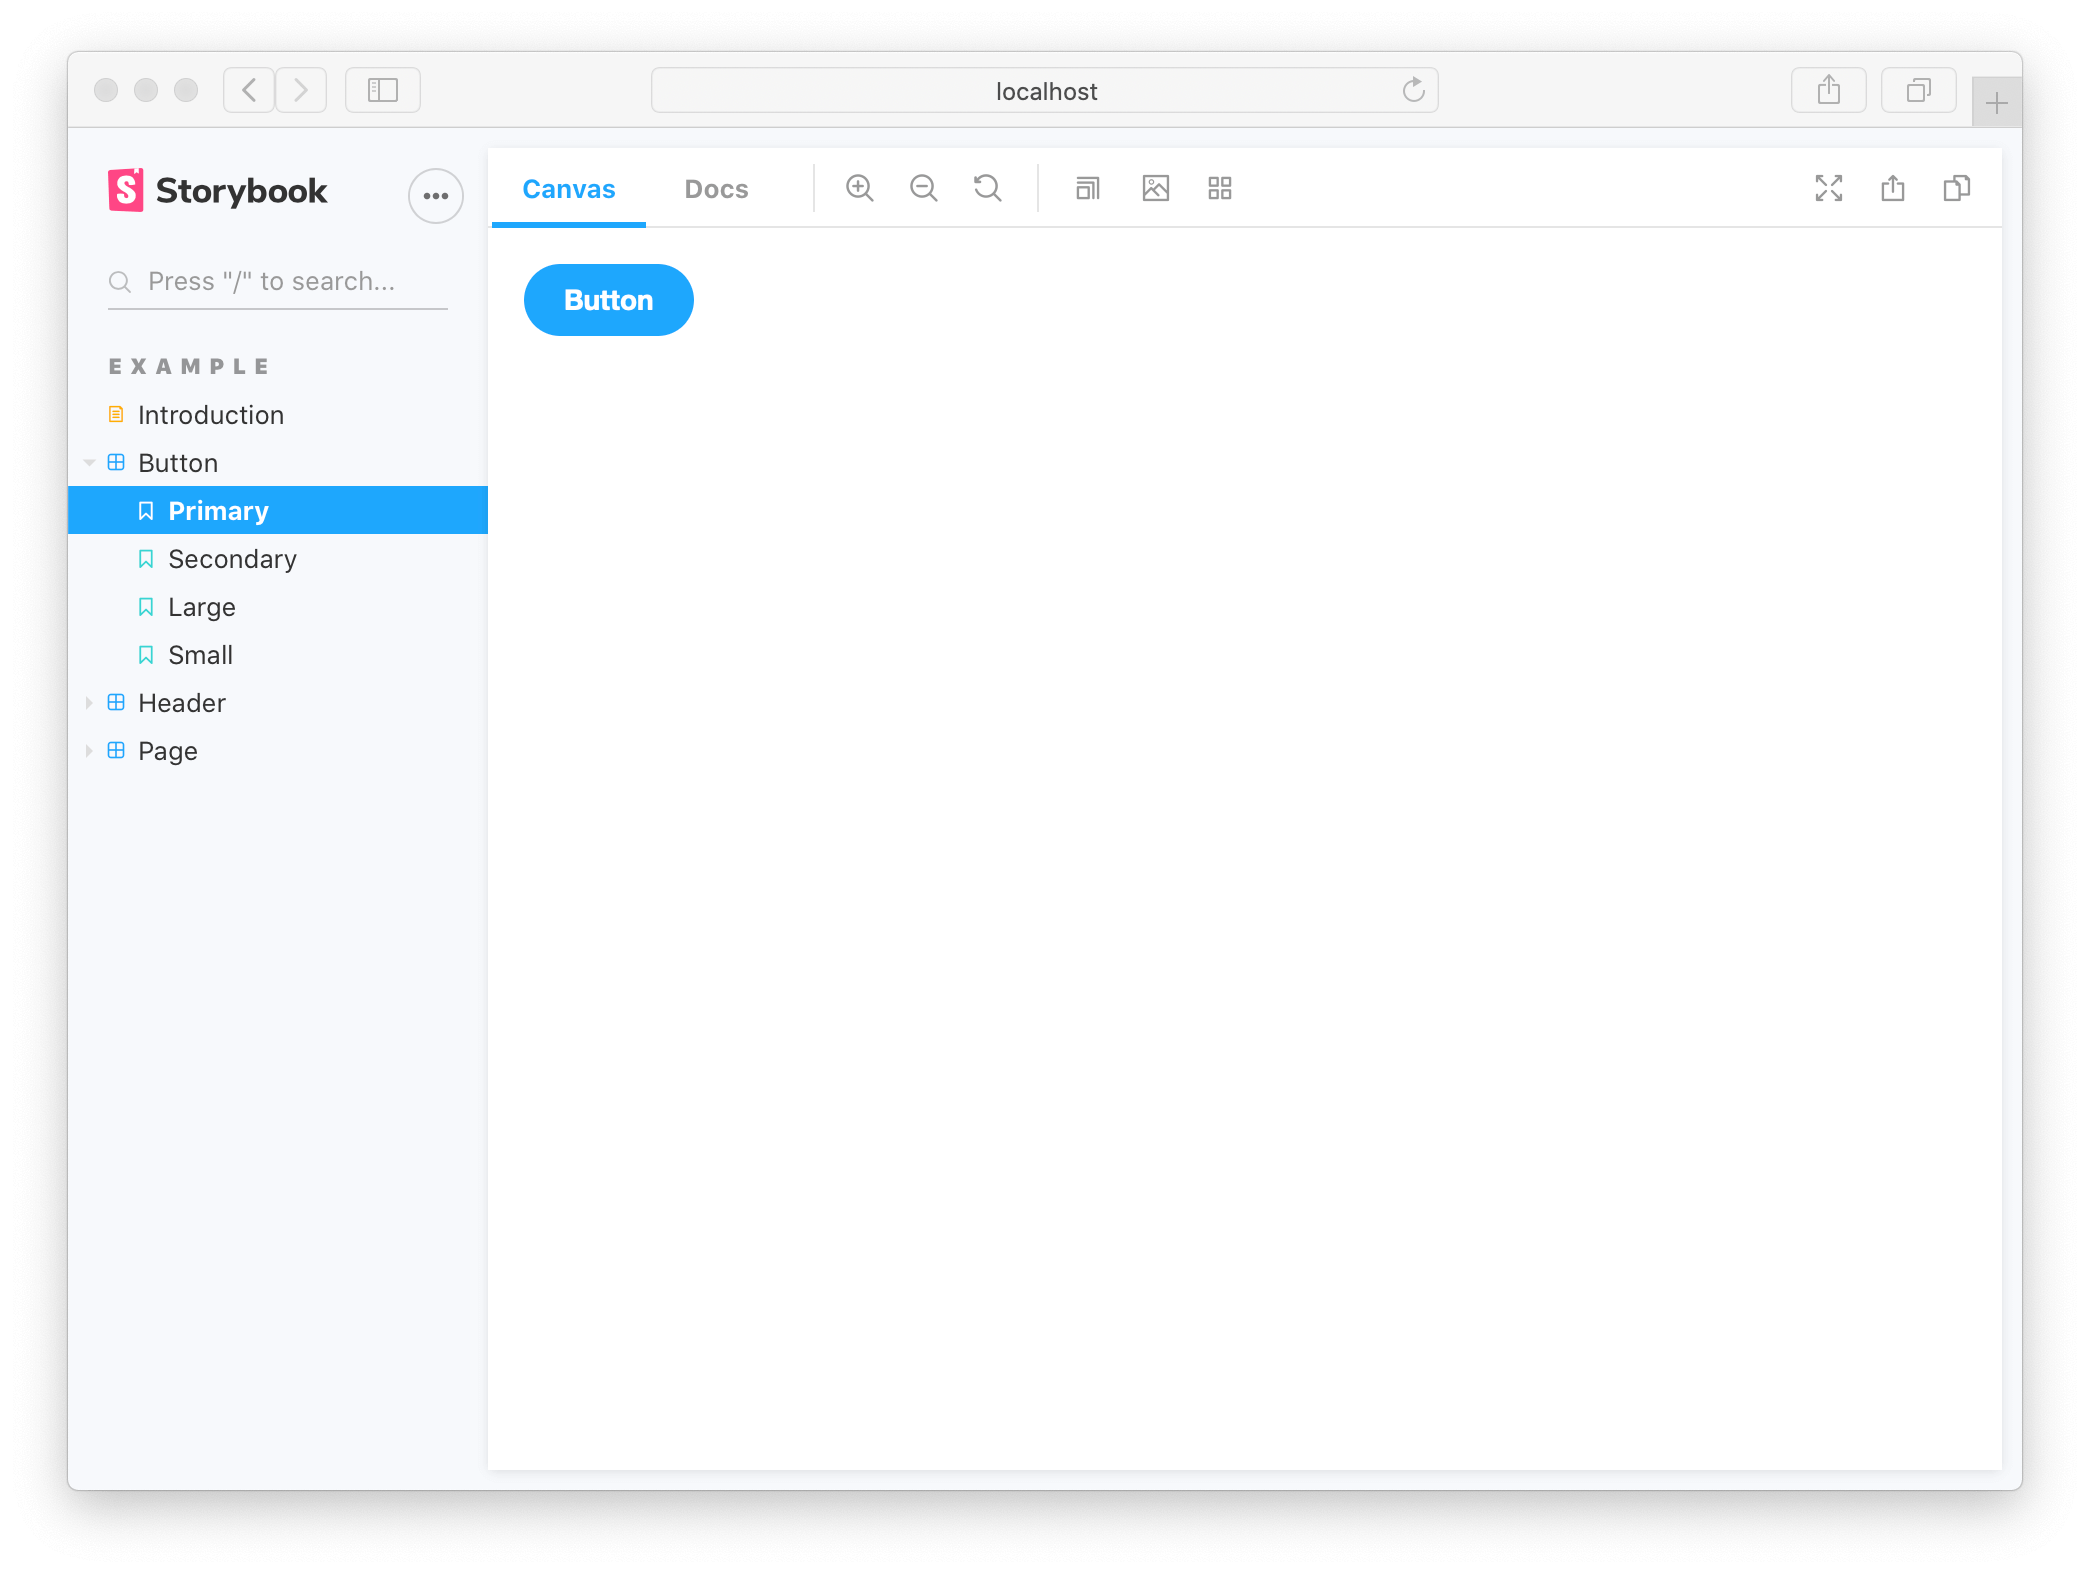 localhost
Storybook
Canvas
Docs
Press "/" to search...
Button
EXAMPLE
Introduction
Button
Primary
Secondary
Large
Small
Header
Page